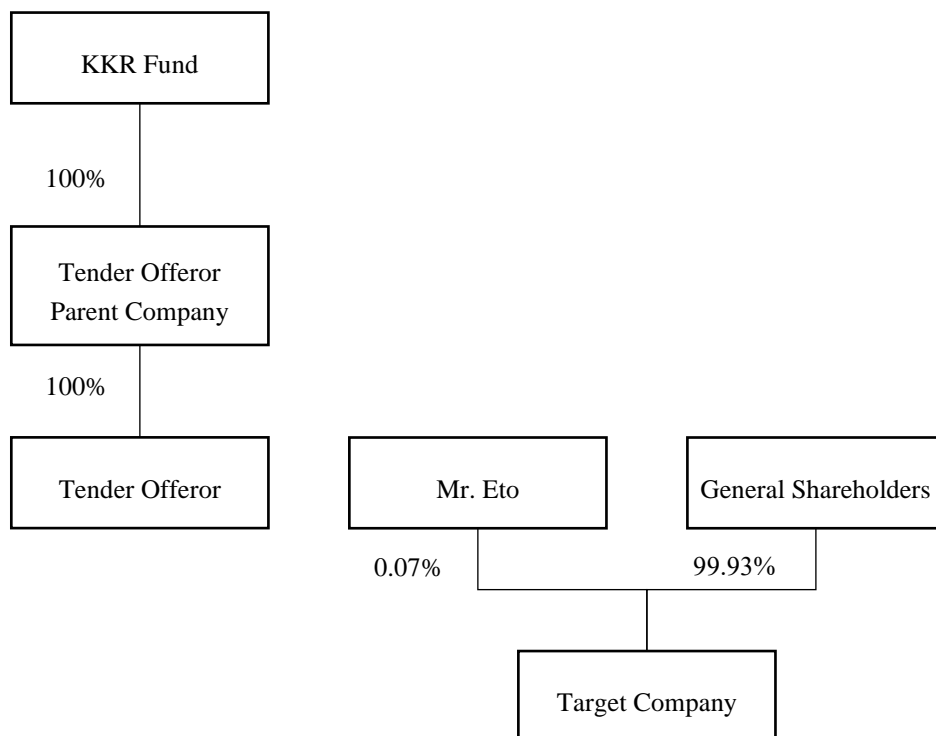 KKR Fund
100%
Tender Offeror
Parent Company
100%
Tender Offeror
Mr. Eto
General Shareholders
0.07%
99.93%
Target Company